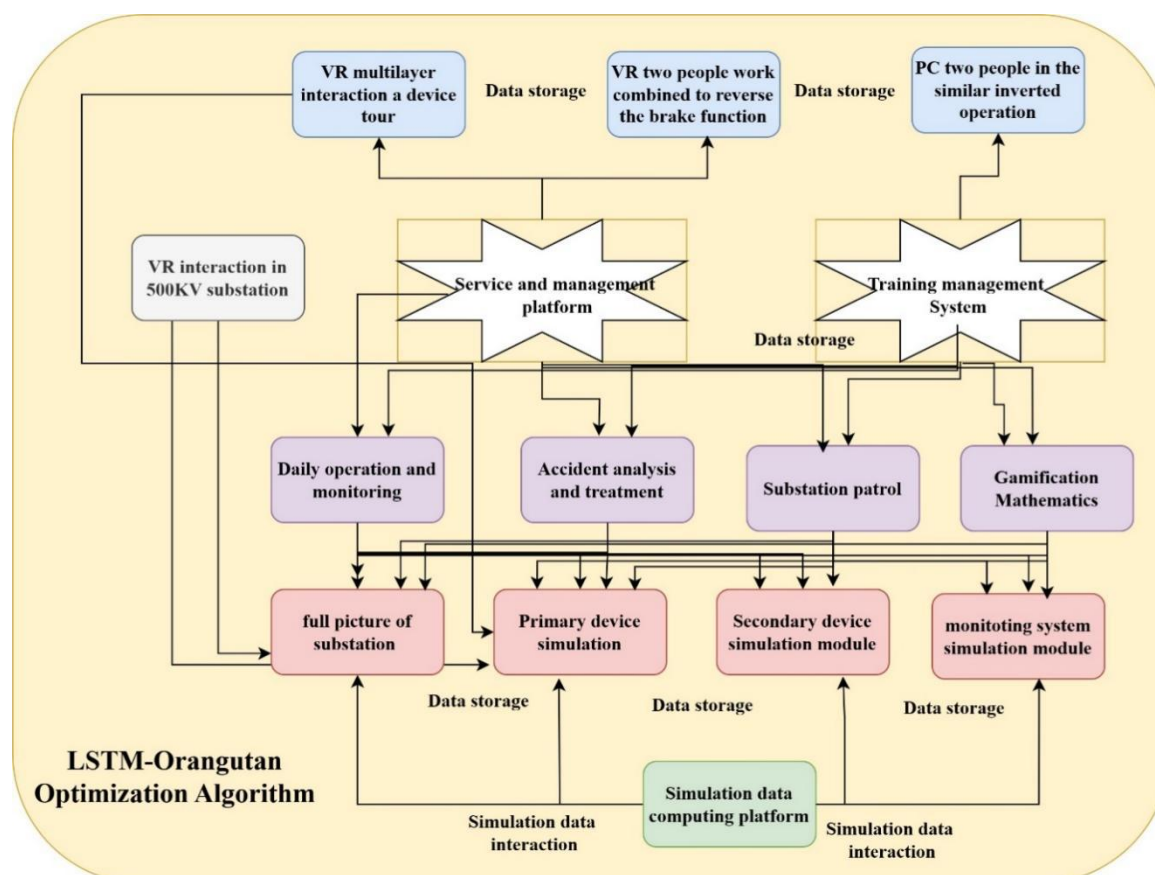 VR multilayer
interaction a device
tour
Data storage
VR two people work
combined to reverse
the brake function
Data storage
PC two people in the
similar inverted
operation
VR interaction in
500KV substation
Service and management
platform
Training management
System
Data storage
Daily operation and
monitoring
Accident analysis
and treatment
Substation patrol
Gamification
Mathematics
full picture of
substation
Primary device
simulation
Secondary device
simulation module
monitoting system
simulation module
Data storage
Data storage
Data storage
LSTM-Orangutan
Optimization Algorithm
Simulation data
computing platform
Simulation data
interaction
Simulation data
interaction